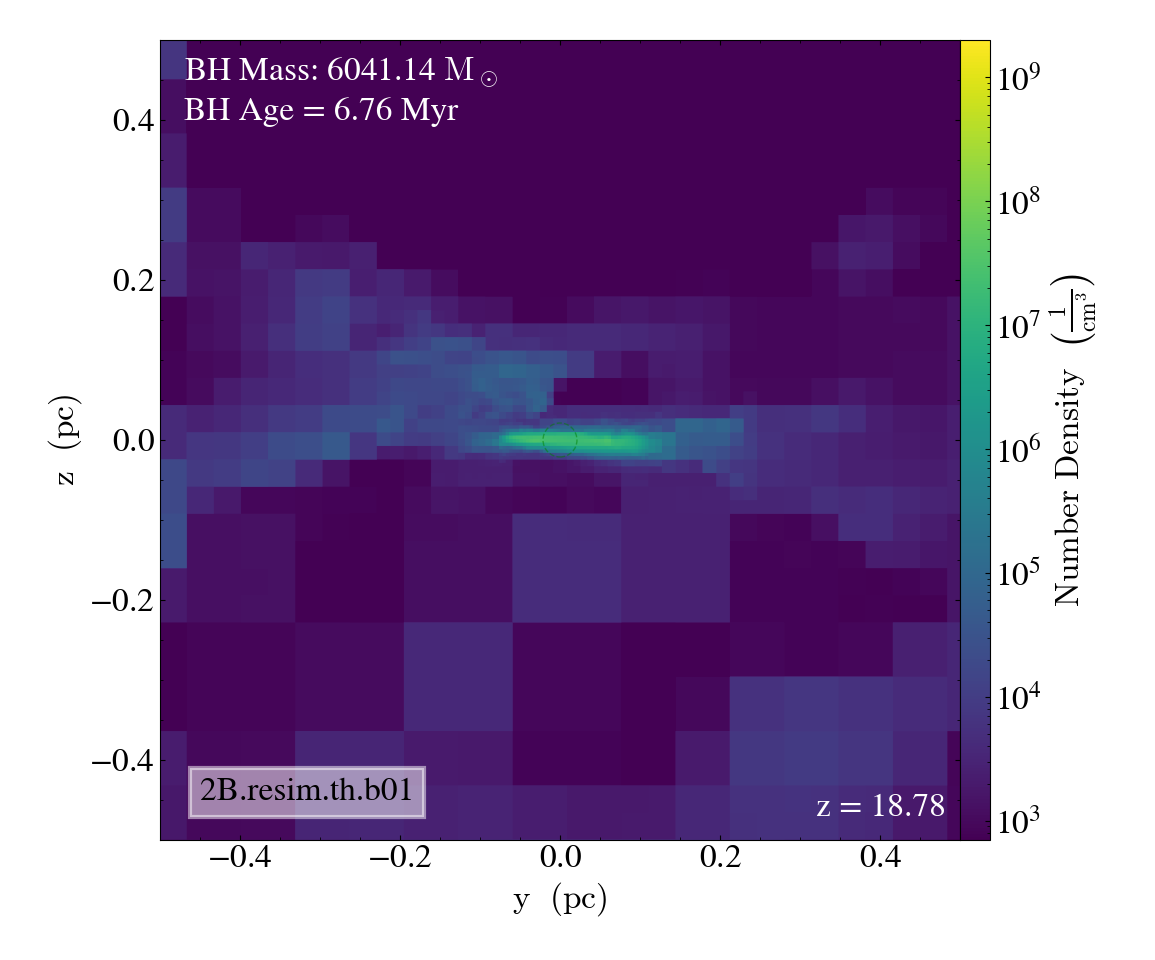 BH Mass: 6041.14 M⊙
BH Age = 6.76 Myr
2B.resim.th.b01
z = 18.78
0.4
0.2
0.0
−0.2
−0.4
z (pc)
−0.4
−0.2
0.0
0.2
0.4
y (pc)
10⁹
10⁸
10⁷
10⁶
10⁵
10⁴
10³
Number Density (1/cm³)